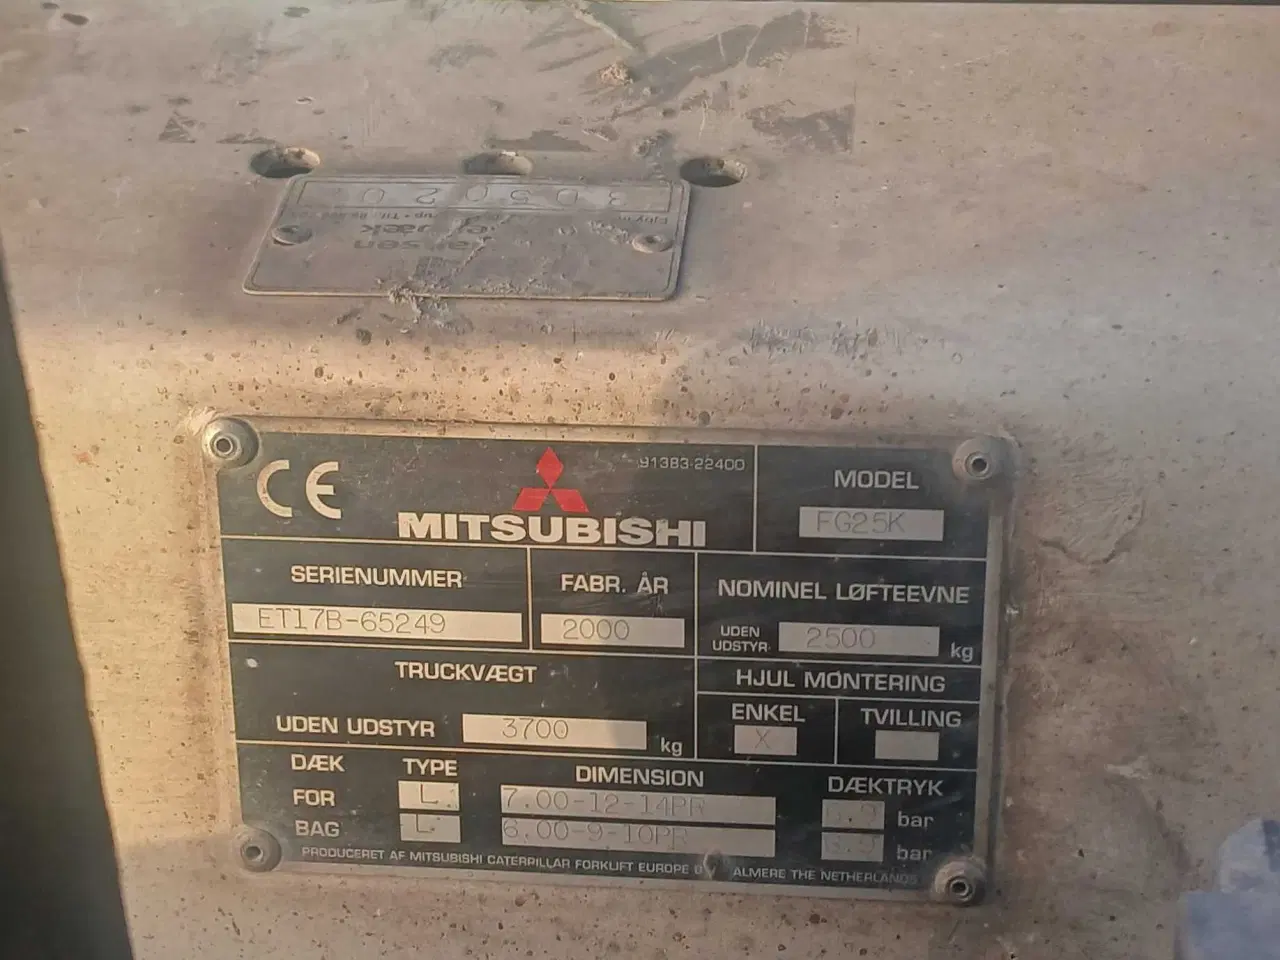 91383-22400
CE
MITSUBISHI
MODEL
FG25K
SERIENUMMER
ET17B-65249
FABR. ÅR
2000
NOMINEL LØFTEEVNE
UDEN UDSTYR 2500 kg
TRUCKVÆGT
UDEN UDSTYR 3700 kg
HJUL MONTERING
ENKEL TVILLING
X
DÆK TYPE DIMENSION DÆKTRYK
FOR L 7.00-12-14PR bar
BAG L 6.00-9-10PR bar
PRODUCERET AF MITSUBISHI CATERPILLAR FORKLIFT EUROPE BV ALMERE THE NETHERLANDS